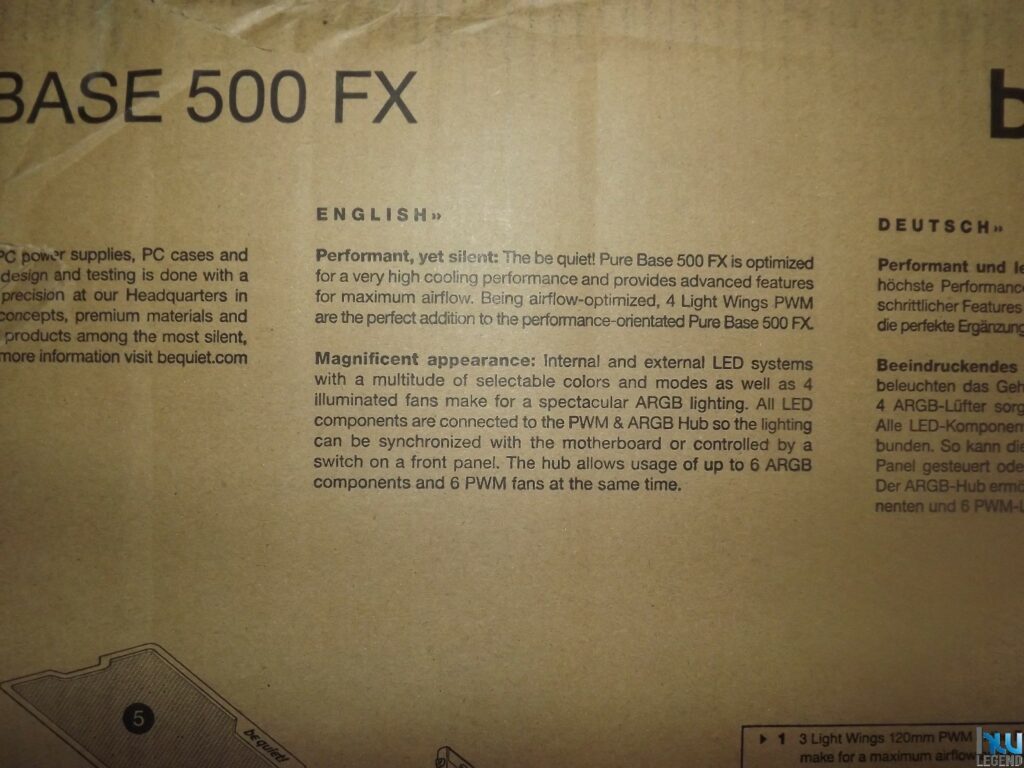 BASE 500 FX
b
PC power supplies, PC cases and
design and testing is done with a
precision at our Headquarters in
concepts, premium materials and
products among the most silent,
more information visit bequiet.com
ENGLISH»
Performant, yet silent: The be quiet! Pure Base 500 FX is optimized
for a very high cooling performance and provides advanced features
for maximum airflow. Being airflow-optimized, 4 Light Wings PWM
are the perfect addition to the performance-orientated Pure Base 500 FX.
Magnificent appearance: Internal and external LED systems
with a multitude of selectable colors and modes as well as 4
illuminated fans make for a spectacular ARGB lighting. All LED
components are connected to the PWM & ARGB Hub so the lighting
can be synchronized with the motherboard or controlled by a
switch on a front panel. The hub allows usage of up to 6 ARGB
components and 6 PWM fans at the same time.
DEUTSCH»
Performant und le
höchste Performance
schrittlicher Features
die perfekte Ergänzung
Beeindruckendes
beleuchten das Geh
4 ARGB-Lüfter sorg
Alle LED-Komponen
bunden. So kann die
Panel gesteuert ode
Der ARGB-Hub ermö
nenten und 6 PWM-L
5
be quiet!
1 3 Light Wings 120mm PWM
make for a maximum airflow
NU
LEGEND